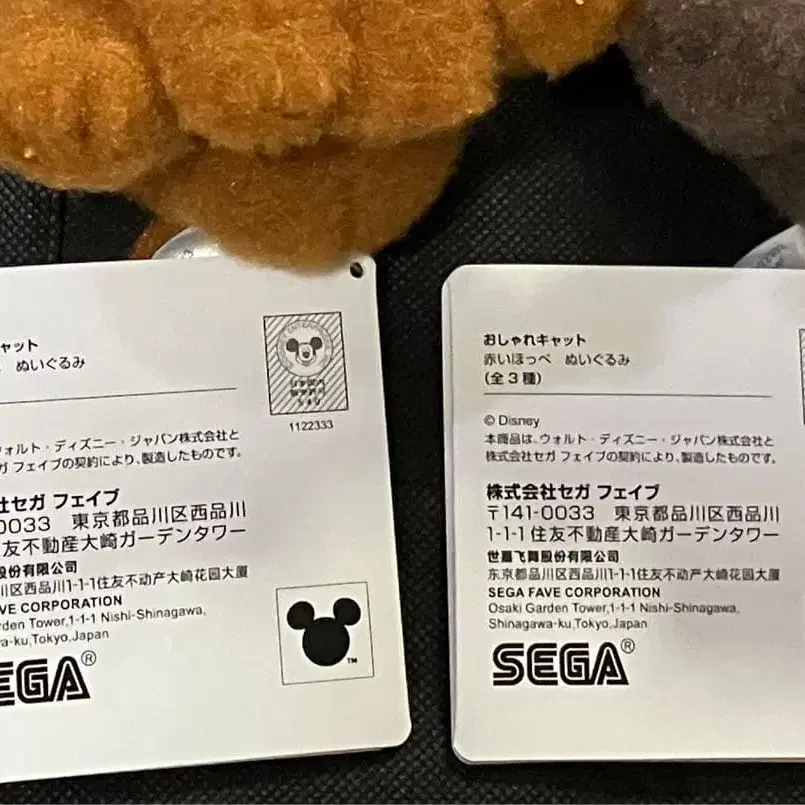 ャット
ぬいぐるみ
1122333
ウォルト・ディズニー・ジャパン株式会社と
ガ フェイブの契約により、製造したものです。
社セガ フェイブ
0033 東京都品川区西品川
友不動産大崎ガーデンタワー
股份有限公司
川区西品川1-1-1住友不动产大崎花园大厦
FAVE CORPORATION
rden Tower,1-1-1 Nishi-Shinagawa,
a-ku,Tokyo,Japan
EGA®
TM
おしゃれキャット
赤いほっぺ ぬいぐるみ
(全3種)
© Disney
本商品は、ウォルト・ディズニー・ジャパン株式会社と
株式会社セガ フェイブの契約により、製造したものです。
株式会社セガ フェイブ
〒141-0033 東京都品川区西品川
1-1-1 住友不動産大崎ガーデンタワー
世嘉飞舞股份有限公司
东京都品川区西品川1-1-1住友不动产大崎花园大厦
SEGA FAVE CORPORATION
Osaki Garden Tower,1-1-1 Nishi-Shinagawa,
Shinagawa-ku,Tokyo,Japan
SEGA®